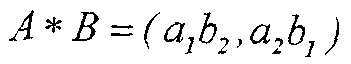 A * B = (a₁b₂, a₂b₁)